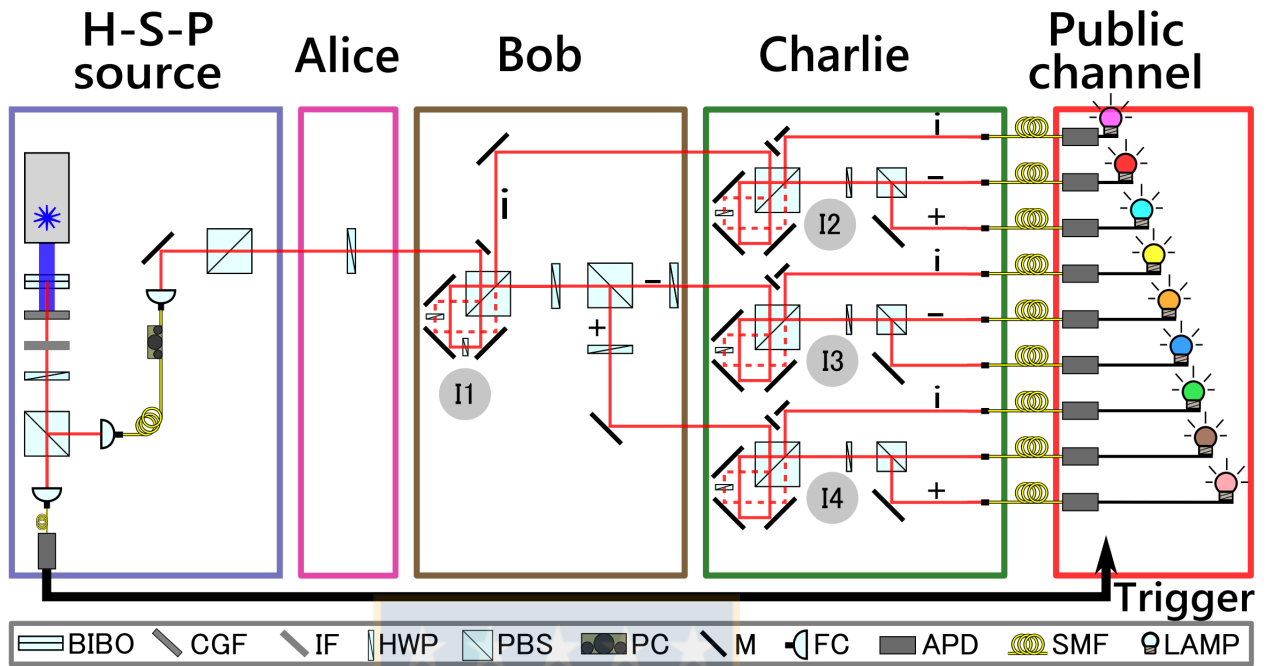 H-S-P
source
Alice
Bob
Charlie
Public
channel
i
i
−
+
I2
i
−
+
I1
i
−
I3
i
+
I4
Trigger
BIBO CGF IF HWP PBS PC M FC APD SMF LAMP